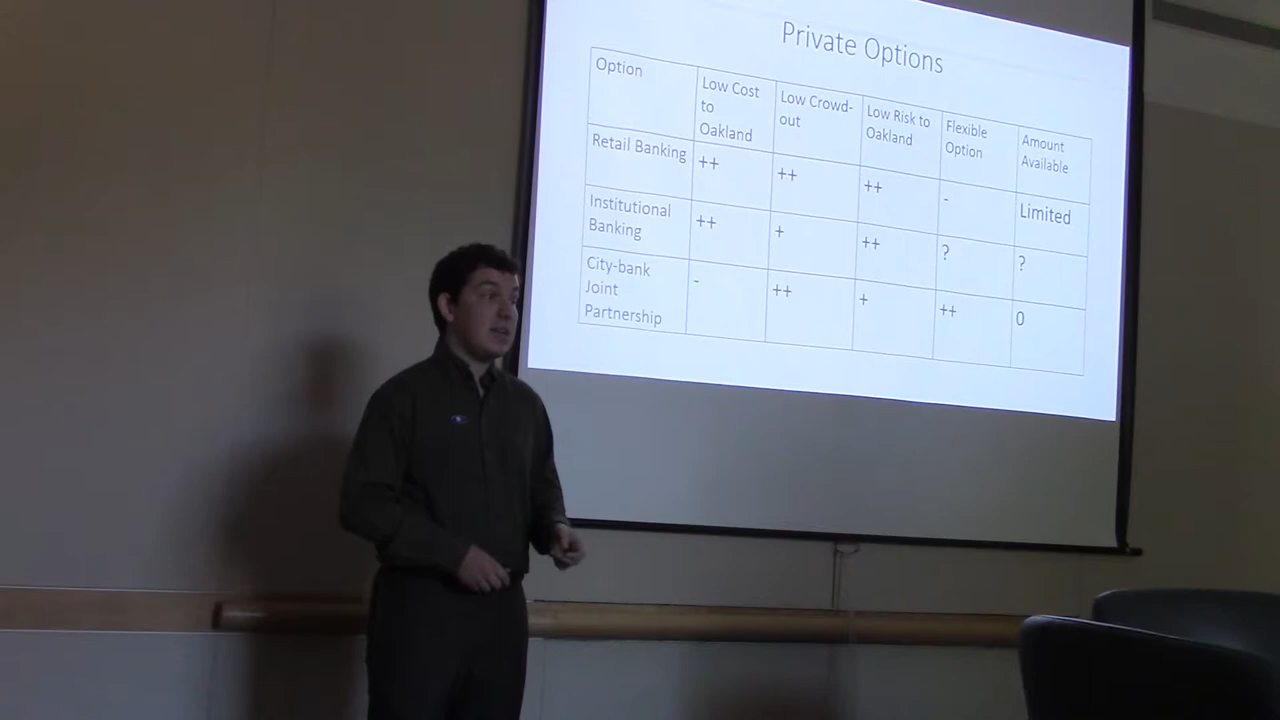 Private Options
Option
Low Cost
to
Oakland
Low Crowd-
out
Low Risk to
Oakland
Flexible
Option
Amount
Available
Retail Banking
++
++
++
-
Limited
Institutional
Banking
++
+
++
?
?
City-bank
Joint
Partnership
-
++
+
++
0